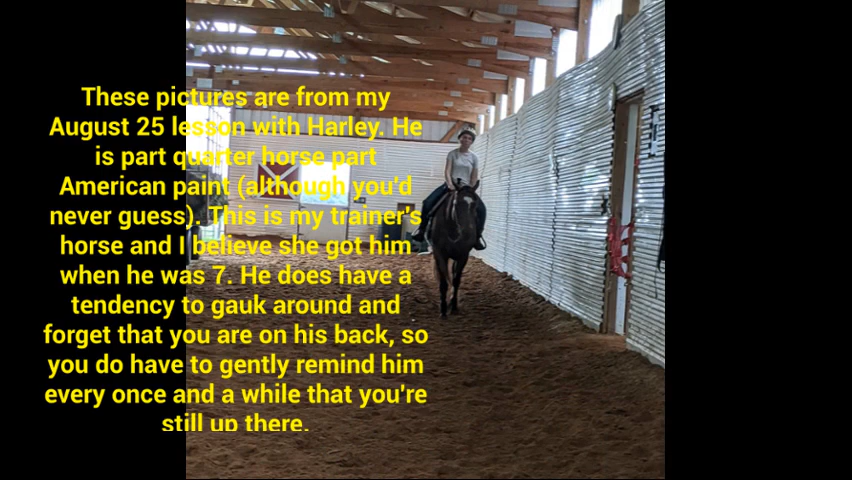 These pictures are from my
August 25 lesson with Harley. He
is part quarter horse part
American paint (although you'd
never guess). This is my trainer's
horse and I believe she got him
when he was 7. He does have a
tendency to gauk around and
forget that you are on his back, so
you do have to gently remind him
every once and a while that you're
still up there.